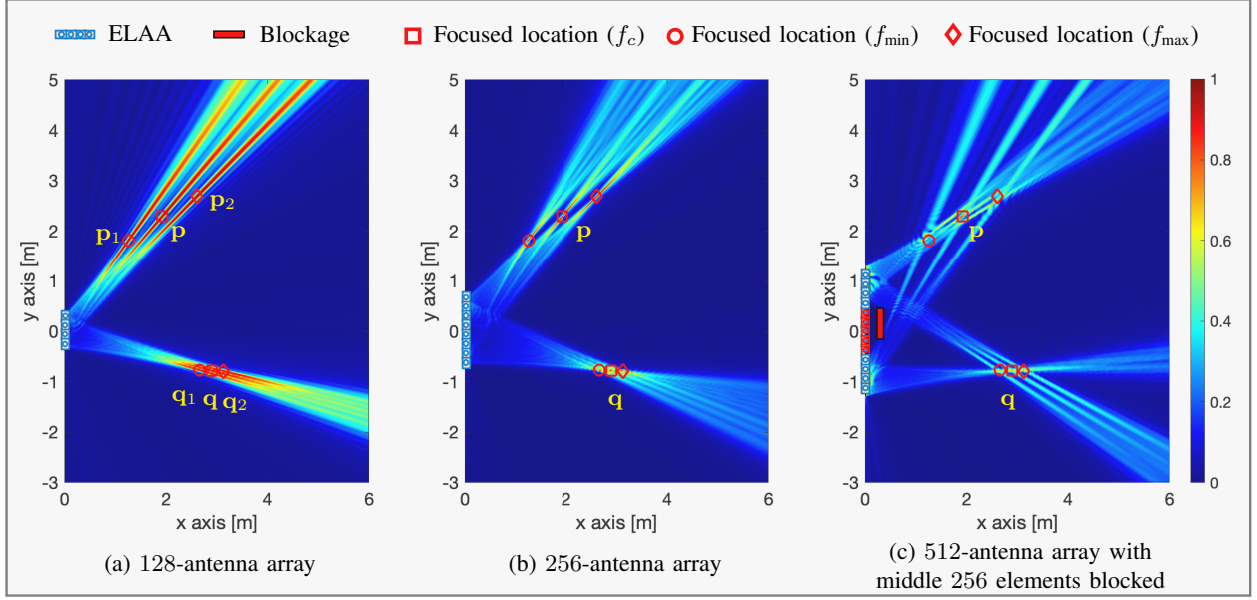 ELAA Blockage Focused location (f_c) Focused location (f_min) Focused location (f_max)
5
4
3
2
1
0
-1
-2
-3
y axis [m]
p₁
p
p₂
q₁ q q₂
0 2 4 6
x axis [m]
(a) 128-antenna array
5
4
3
2
1
0
-1
-2
-3
y axis [m]
p
q
0 2 4 6
x axis [m]
(b) 256-antenna array
5
4
3
2
1
0
-1
-2
-3
y axis [m]
p
q
0 2 4 6
x axis [m]
1
0.8
0.6
0.4
0.2
0
(c) 512-antenna array with
middle 256 elements blocked